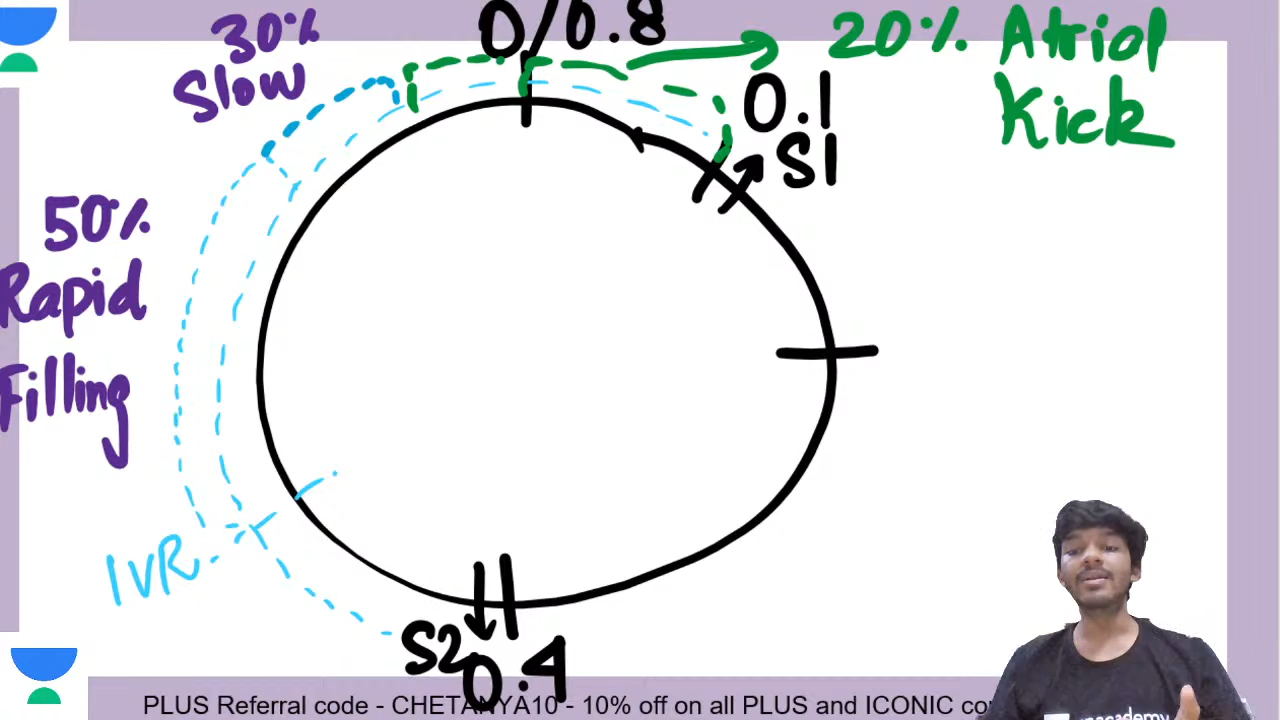 0/0.8
20% Atrial
Kick
30%
Slow
0.1
S1
50%
Rapid
Filling
IVR
S2
0.4
PLUS Referral code - CHETANYA10 - 10% off on all PLUS and ICONIC
unacademy